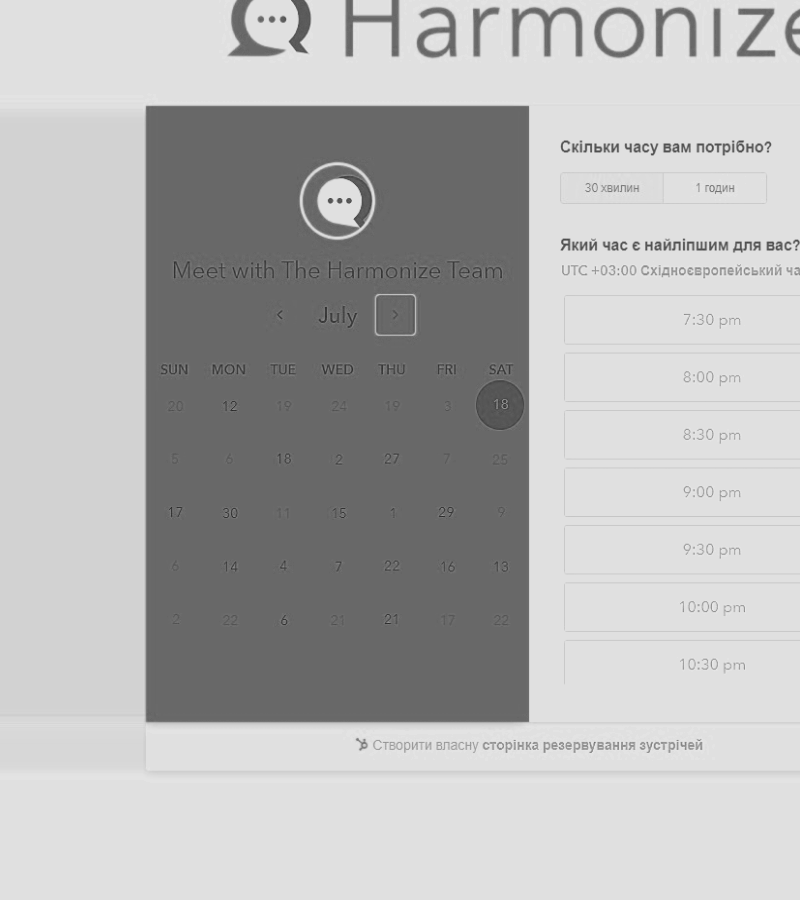 Harmonize
Meet with The Harmonize Team
July
SUN MON TUE WED THU FRI SAT
20 12 19 24 19 3 18
5 6 18 2 27 7 25
17 30 11 15 1 29 9
6 14 4 7 22 16 13
2 22 6 21 21 17 22
Скільки часу вам потрібно?
30 хвилин 1 годин
Який час є найліпшим для вас?
UTC +03:00 Східноєвропейський ча
7:30 pm
8:00 pm
8:30 pm
9:00 pm
9:30 pm
10:00 pm
10:30 pm
Створити власну сторінка резервування зустрічей